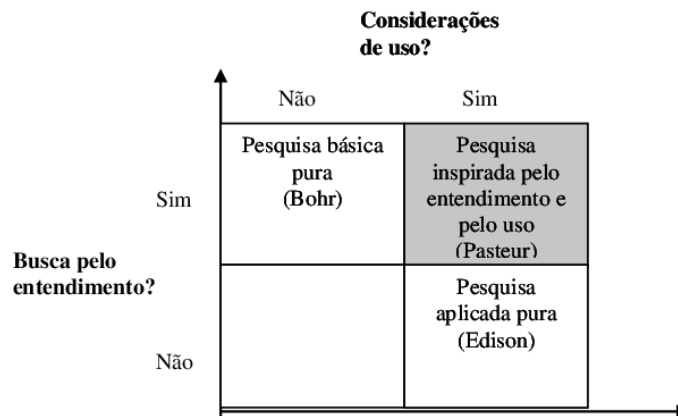 Considerações
de uso?
Não
Sim
Pesquisa básica
pura
(Bohr)
Pesquisa
inspirada pelo
entendimento e
pelo uso
(Pasteur)
Sim
Busca pelo
entendimento?
Pesquisa
aplicada pura
(Edison)
Não